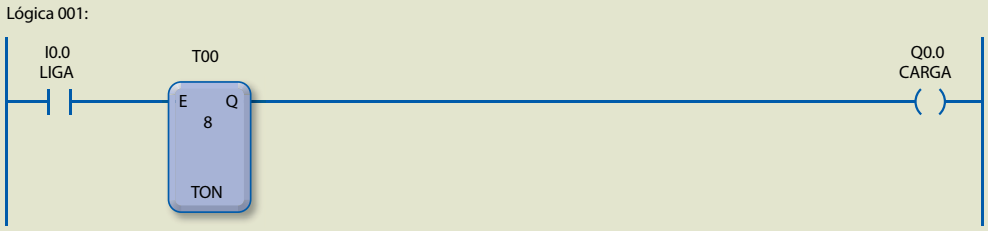 Lógica 001:
I0.0
LIGA
T00
Q0.0
CARGA
E Q
8
TON